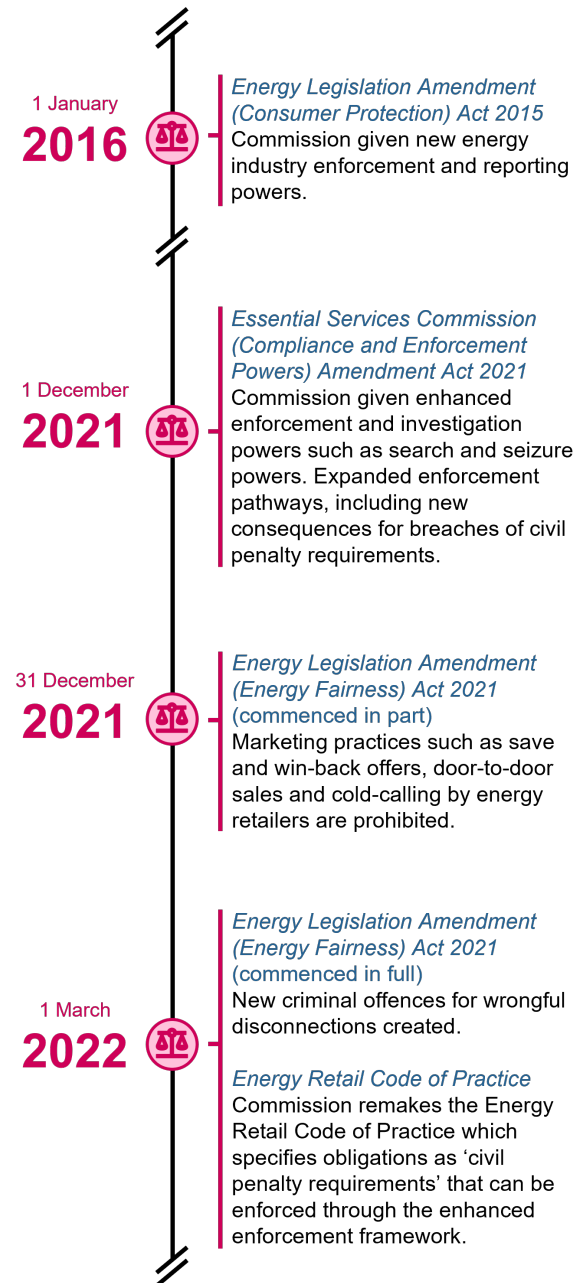 1 January
2016
Energy Legislation Amendment
(Consumer Protection) Act 2015
Commission given new energy
industry enforcement and reporting
powers.
1 December
2021
Essential Services Commission
(Compliance and Enforcement
Powers) Amendment Act 2021
Commission given enhanced
enforcement and investigation
powers such as search and seizure
powers. Expanded enforcement
pathways, including new
consequences for breaches of civil
penalty requirements.
31 December
2021
Energy Legislation Amendment
(Energy Fairness) Act 2021
(commenced in part)
Marketing practices such as save
and win-back offers, door-to-door
sales and cold-calling by energy
retailers are prohibited.
1 March
2022
Energy Legislation Amendment
(Energy Fairness) Act 2021
(commenced in full)
New criminal offences for wrongful
disconnections created.
Energy Retail Code of Practice
Commission remakes the Energy
Retail Code of Practice which
specifies obligations as ‘civil
penalty requirements’ that can be
enforced through the enhanced
enforcement framework.